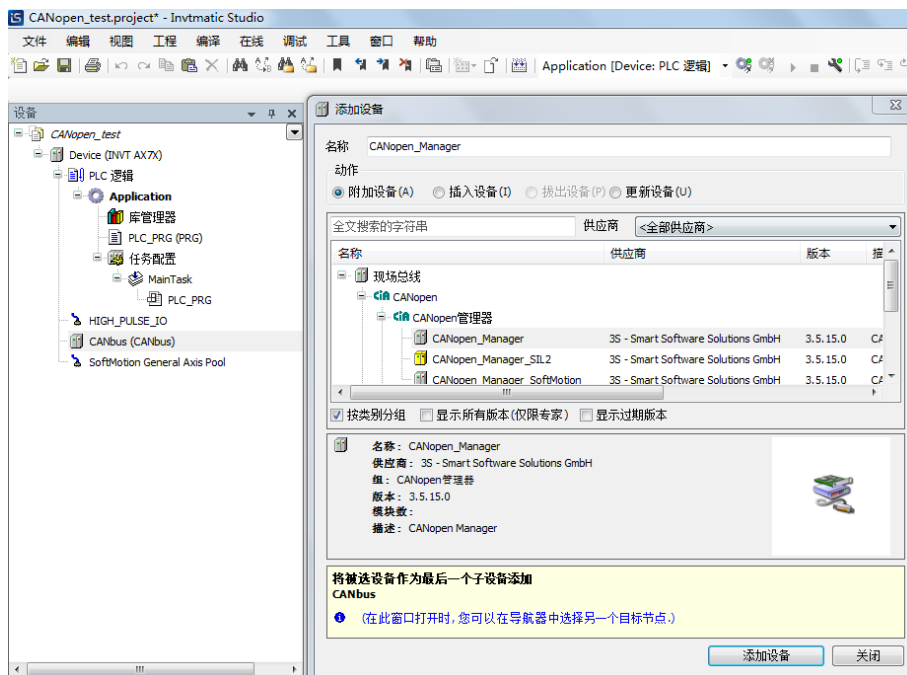 CANopen_test.project* - Invtmatic Studio
文件 编辑 视图 工程 编译 在线 调试 工具 窗口 帮助
Application [Device: PLC 逻辑]
设备
CANopen_test
Device (INVT AX7X)
PLC 逻辑
Application
库管理器
PLC_PRG (PRG)
任务配置
MainTask
PLC_PRG
HIGH_PULSE_IO
CANbus (CANbus)
SoftMotion General Axis Pool
添加设备
名称 CANopen_Manager
动作
附加设备(A) 插入设备(I) 拔出设备(P) 更新设备(U)
全文搜索的字符串 供应商 <全部供应商>
名称 供应商 版本 描
现场总线
CiA CANopen
CiA CANopen管理器
CANopen_Manager 3S - Smart Software Solutions GmbH 3.5.15.0 CA
CANopen_Manager_SIL2 3S - Smart Software Solutions GmbH 3.5.15.0 CA
CANopen_Manager_SoftMotion 3S - Smart Software Solutions GmbH 3.5.15.0 CA
按类别分组 显示所有版本(仅限专家) 显示过期版本
名称: CANopen_Manager
供应商: 3S - Smart Software Solutions GmbH
组: CANopen管理器
版本: 3.5.15.0
模块数:
描述: CANopen Manager
将被选设备作为最后一个子设备添加
CANbus
(在此窗口打开时,您可以在导航器中选择另一个目标节点.)
添加设备 关闭